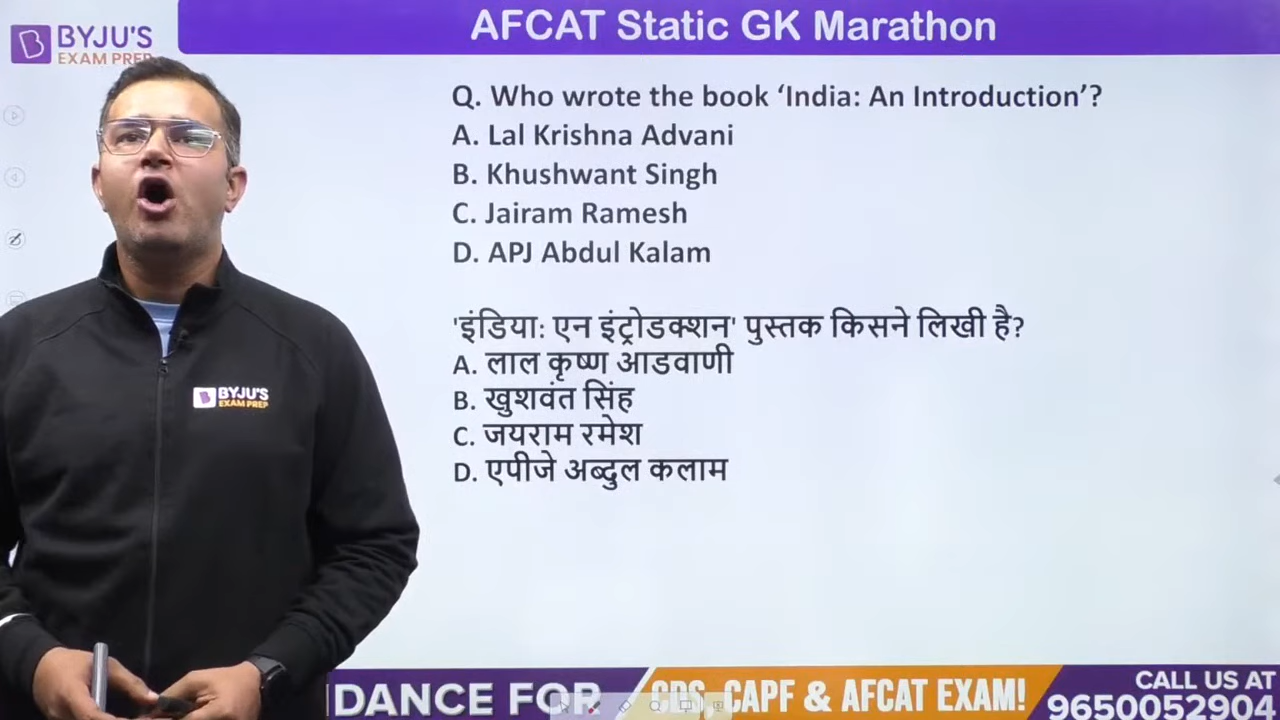 BYJU'S
EXAM PREP
AFCAT Static GK Marathon
Q. Who wrote the book ‘India: An Introduction’?
A. Lal Krishna Advani
B. Khushwant Singh
C. Jairam Ramesh
D. APJ Abdul Kalam
'इंडिया: एन इंट्रोडक्शन' पुस्तक किसने लिखी है?
A. लाल कृष्ण आडवाणी
B. खुशवंत सिंह
C. जयराम रमेश
D. एपीजे अब्दुल कलाम
BYJU'S
EXAM PREP
DANCE FOR
CDS, CAPF & AFCAT EXAM!
CALL US AT
9650052904